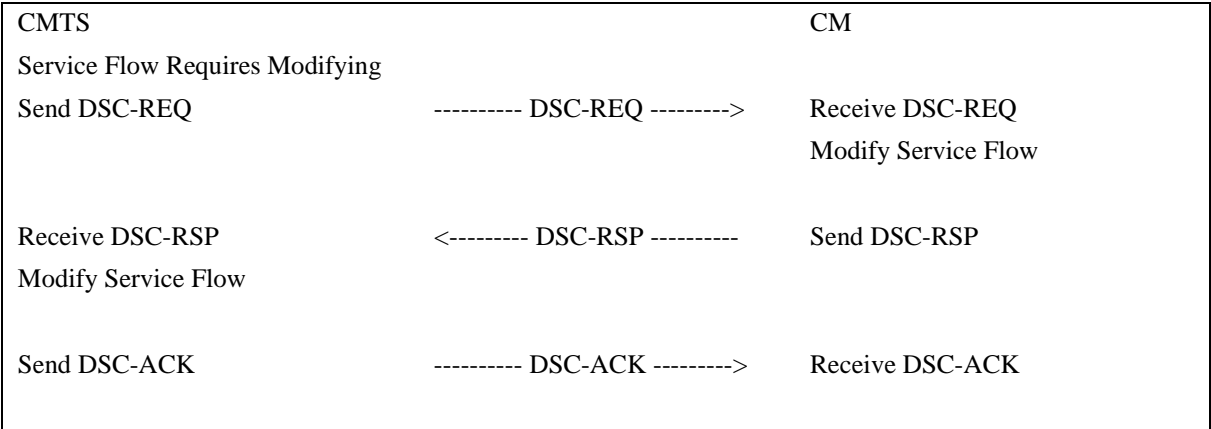 CMTS CM
Service Flow Requires Modifying
Send DSC-REQ ---------- DSC-REQ ---------> Receive DSC-REQ
Modify Service Flow
Receive DSC-RSP <--------- DSC-RSP ---------- Send DSC-RSP
Modify Service Flow
Send DSC-ACK ---------- DSC-ACK ---------> Receive DSC-ACK